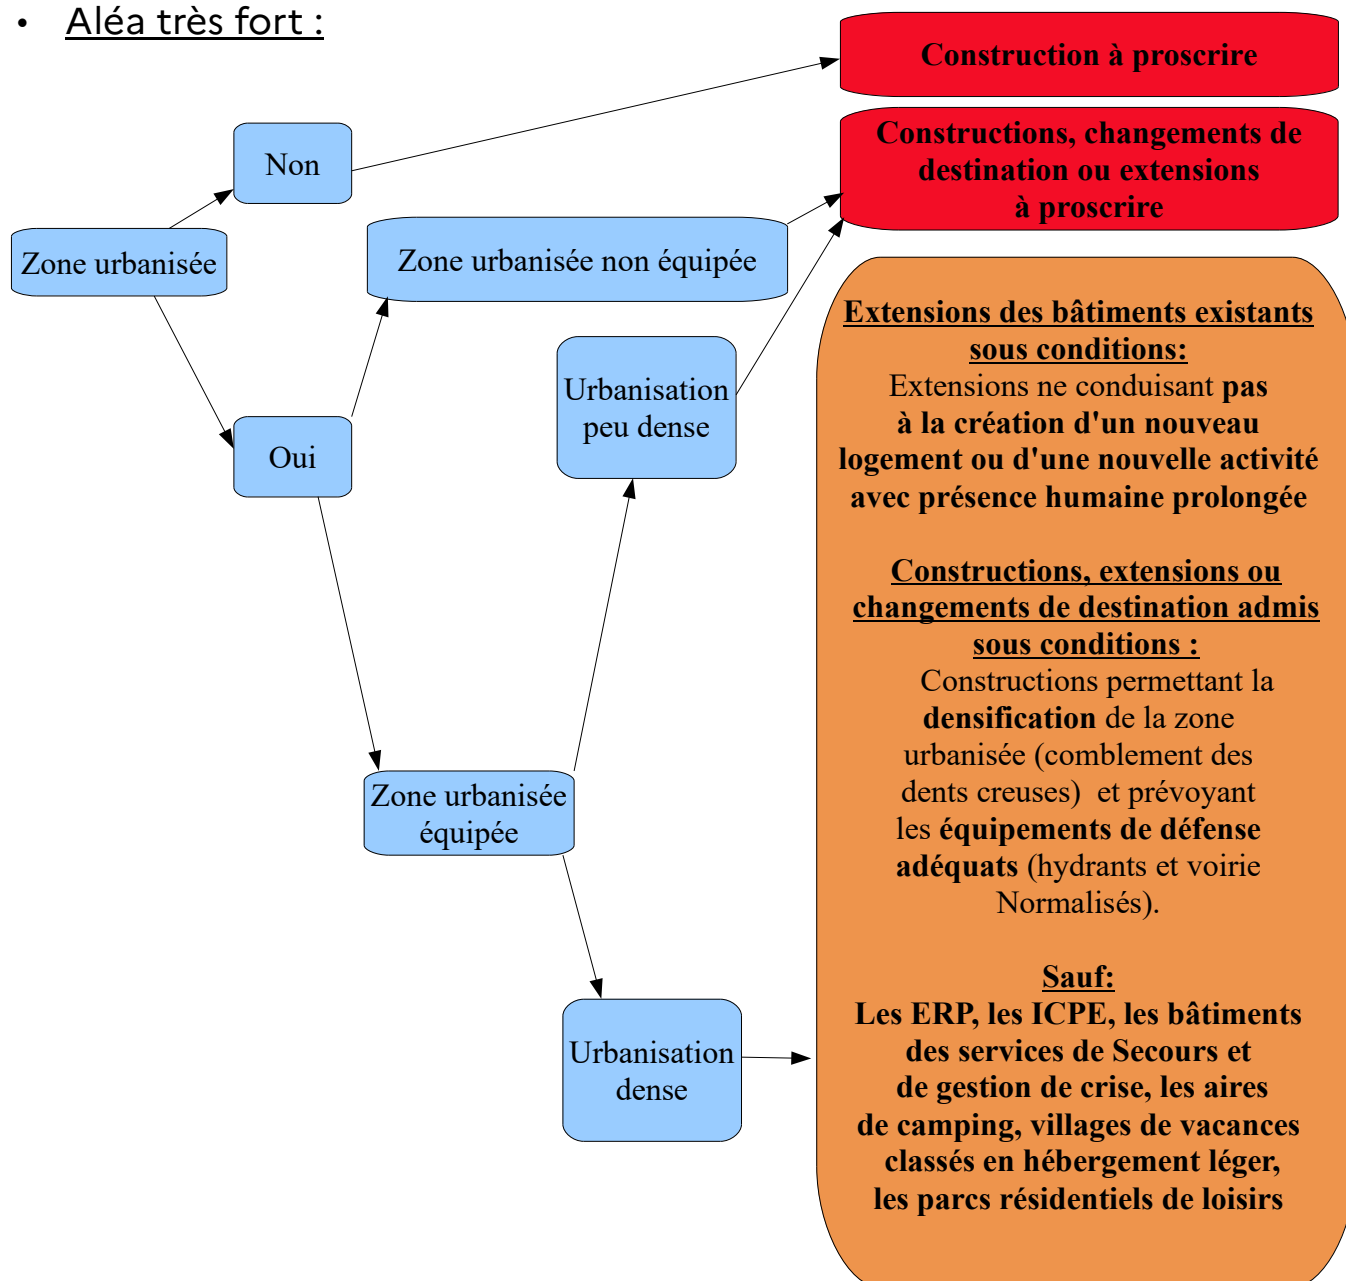 • Aléa très fort :
Construction à proscrire
Constructions, changements de
destination ou extensions
à proscrire
Non
Zone urbanisée
Zone urbanisée non équipée
Oui
Urbanisation
peu dense
Zone urbanisée
équipée
Urbanisation
dense
Extensions des bâtiments existants
sous conditions:
Extensions ne conduisant pas
à la création d'un nouveau
logement ou d'une nouvelle activité
avec présence humaine prolongée
Constructions, extensions ou
changements de destination admis
sous conditions :
Constructions permettant la
densification de la zone
urbanisée (comblement des
dents creuses) et prévoyant
les équipements de défense
adéquats (hydrants et voirie
Normalisés).
Sauf:
Les ERP, les ICPE, les bâtiments
des services de Secours et
de gestion de crise, les aires
de camping, villages de vacances
classés en hébergement léger,
les parcs résidentiels de loisirs